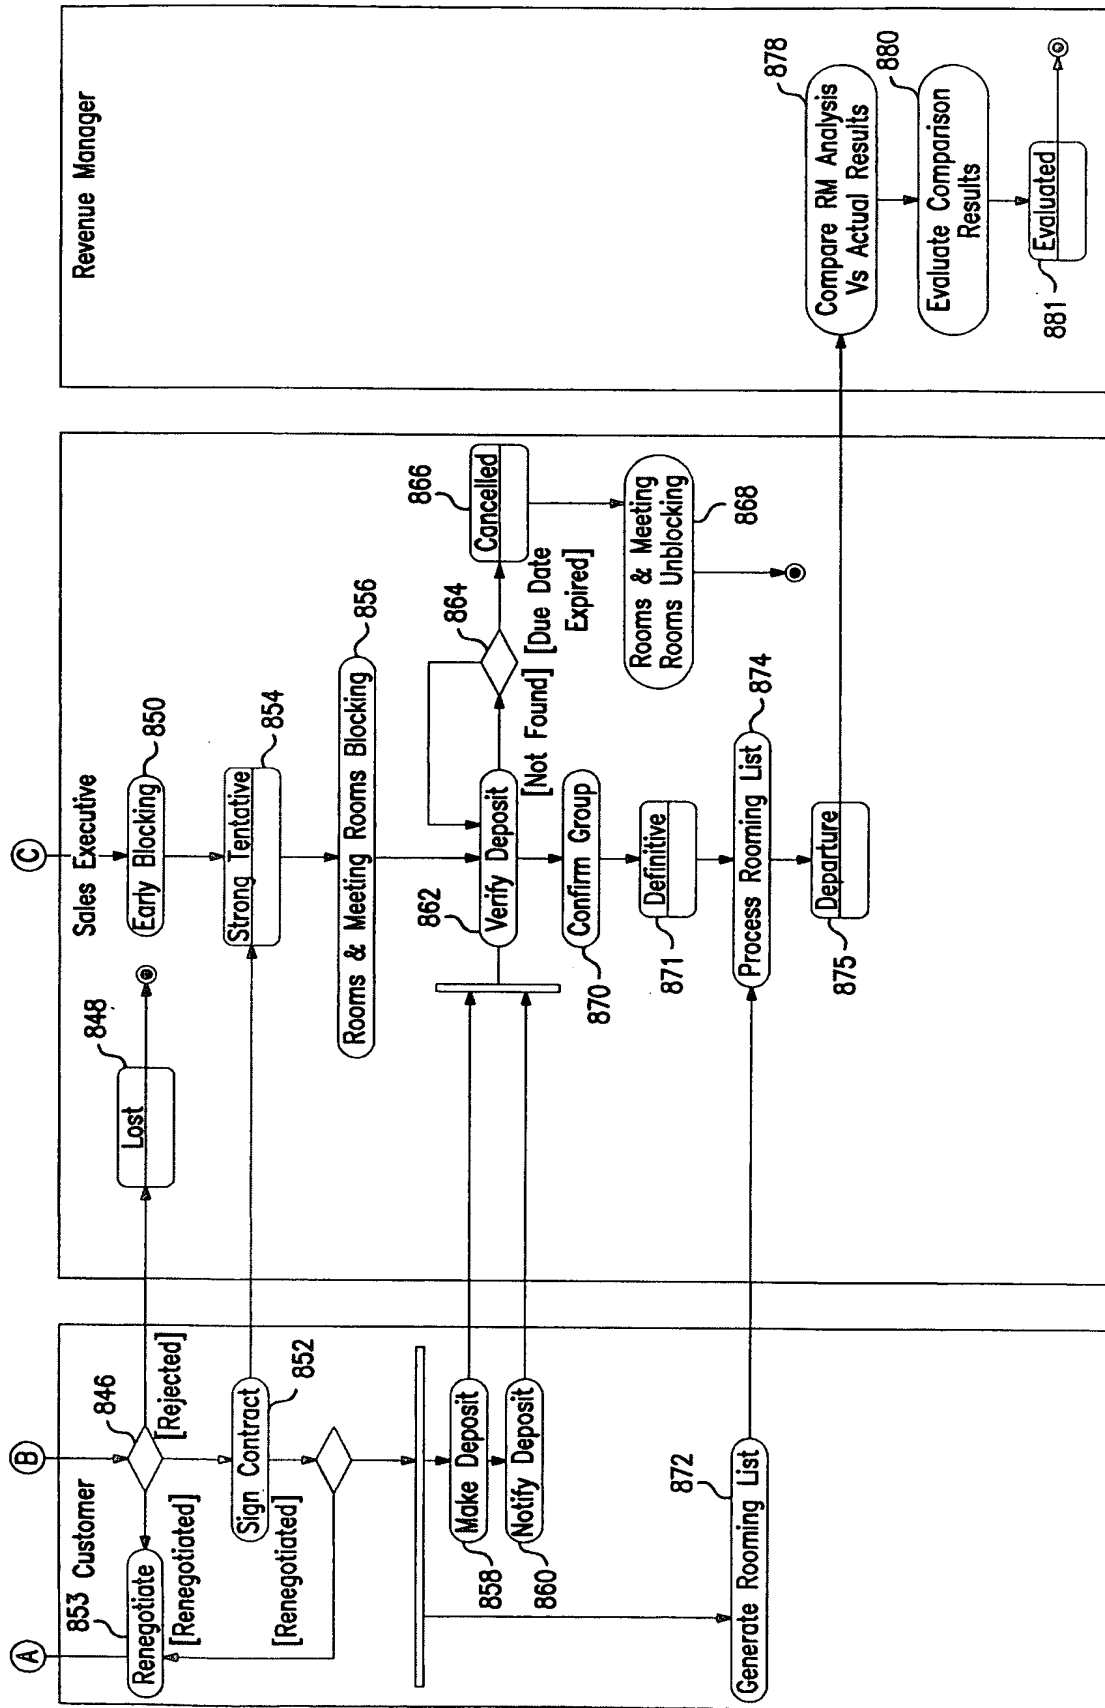 A
B
C
853
Customer
Sales Executive
Revenue Manager
Renegotiate
846
[Rejected]
[Renegotiated]
Lost
848
Early Blocking
850
Sign Contract
852
[Renegotiated]
Strong Tentative
854
Rooms & Meeting Rooms Blocking
856
Make Deposit
858
Notify Deposit
860
862
Verify Deposit
864
[Not Found]
[Due Date
Expired]
866
Cancelled
Rooms & Meeting
Rooms Unblocking
868
Confirm Group
870
Definitive
871
872
Generate Rooming List
Process Rooming List
874
Departure
875
878
Compare RM Analysis
Vs Actual Results
880
Evaluate Comparison
Results
Evaluated
881